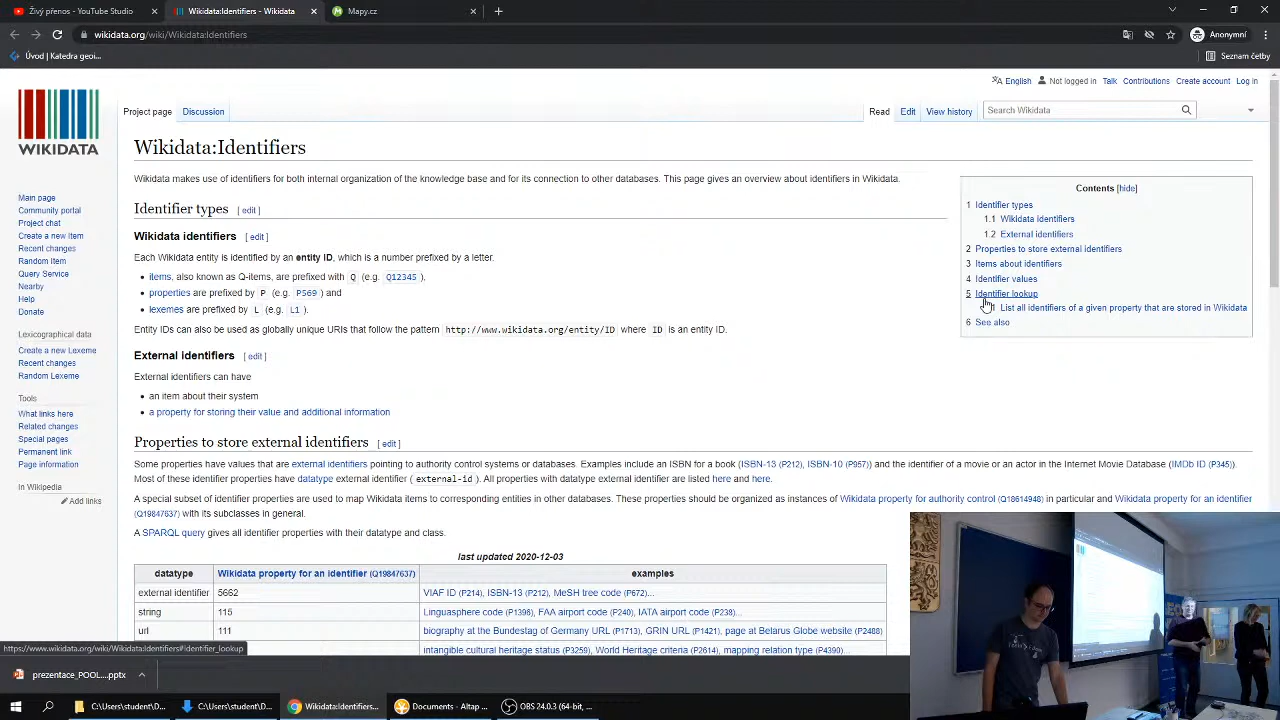 Živý přenos - YouTube Studio
Wikidata:Identifiers - Wikidata
Mapy.cz
wikidata.org/wiki/Wikidata:Identifiers
Anonymní
Úvod | Katedra geoi...
Seznam četby
English Not logged in Talk Contributions Create account Log in
WIKIDATA
Project page Discussion
Read Edit View history
Search Wikidata
Main page
Community portal
Project chat
Create a new Item
Recent changes
Random Item
Query Service
Nearby
Help
Donate
Lexicographical data
Create a new Lexeme
Recent changes
Random Lexeme
Tools
What links here
Related changes
Special pages
Permanent link
Page information
In Wikipedia
Add links
Wikidata:Identifiers
Wikidata makes use of identifiers for both internal organization of the knowledge base and for its connection to other databases. This page gives an overview about identifiers in Wikidata.
Contents [hide]
1 Identifier types
1.1 Wikidata identifiers
1.2 External identifiers
2 Properties to store external identifiers
3 Items about identifiers
4 Identifier values
5 Identifier lookup
List all identifiers of a given property that are stored in Wikidata
6 See also
Identifier types [ edit ]
Wikidata identifiers [ edit ]
Each Wikidata entity is identified by an entity ID, which is a number prefixed by a letter.
• items, also known as Q-items, are prefixed with Q (e.g. Q12345 ),
• properties are prefixed by P (e.g. P569 ) and
• lexemes are prefixed by L (e.g. L1 ).
Entity IDs can also be used as globally unique URIs that follow the pattern http://www.wikidata.org/entity/ID where ID is an entity ID.
External identifiers [ edit ]
External identifiers can have
• an item about their system
• a property for storing their value and additional information
Properties to store external identifiers [ edit ]
Some properties have values that are external identifiers pointing to authority control systems or databases. Examples include an ISBN for a book (ISBN-13 (P212), ISBN-10 (P957)) and the identifier of a movie or an actor in the Internet Movie Database (IMDb ID (P345)).
Most of these identifier properties have datatype external identifier ( external-id ). All properties with datatype external identifier are listed here and here.
A special subset of identifier properties are used to map Wikidata items to corresponding entities in other databases. These properties should be organized as instances of Wikidata property for authority control (Q18614948) in particular and Wikidata property for an identifier
(Q19847637) with its subclasses in general.
A SPARQL query gives all identifier properties with their datatype and class.
last updated 2020-12-03
datatype Wikidata property for an identifier (Q19847637) examples
external identifier 5662 VIAF ID (P214), ISBN-13 (P212), MeSH tree code (P672)...
string 115 Linguasphere code (P1396), FAA airport code (P240), IATA airport code (P238)...
url 111 biography at the Bundestag of Germany URL (P1713), GRIN URL (P1421), page at Belarus Globe website (P2488)
intangible cultural heritage status (P3259), World Heritage criteria (P2614), mapping relation type (P4390)...
https://www.wikidata.org/wiki/Wikidata:Identifiers#Identifier_lookup
prezentace_POOL....pptx
C:\Users\student\D...
C:\Users\student\D...
Wikidata:Identifiers...
Documents - Altap ...
OBS 24.0.3 (64-bit, ...